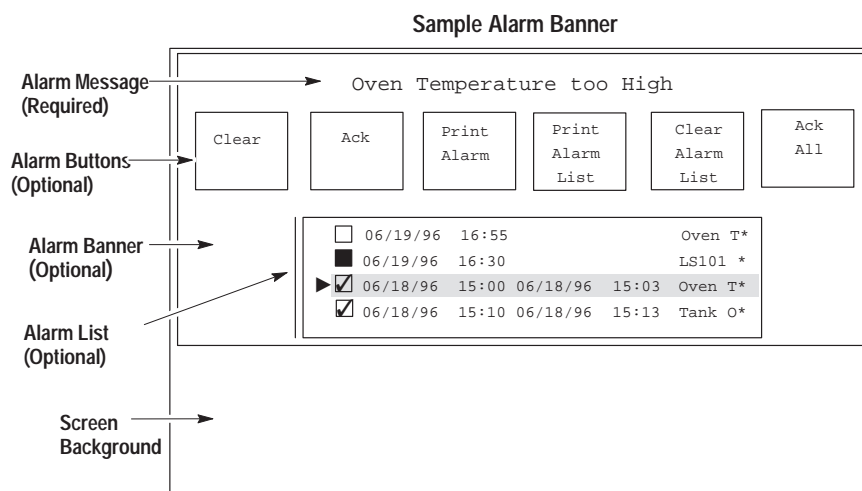 Sample Alarm Banner
Alarm Message
(Required)
Oven Temperature too High
Alarm Buttons
(Optional)
Clear
Ack
Print
Alarm
Print
Alarm
List
Clear
Alarm
List
Ack
All
Alarm Banner
(Optional)
06/19/96 16:55 Oven T*
06/19/96 16:30 LS101 *
06/18/96 15:00 06/18/96 15:03 Oven T*
06/18/96 15:10 06/18/96 15:13 Tank O*
Alarm List
(Optional)
Screen
Background